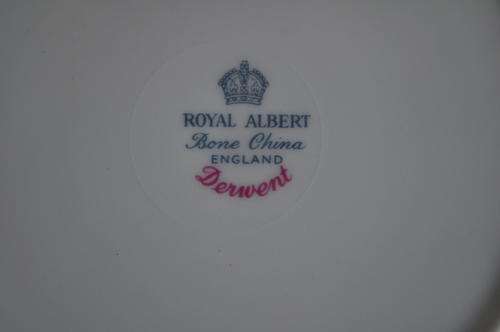 ROYAL ALBERT
Bone China
ENGLAND
Derwent